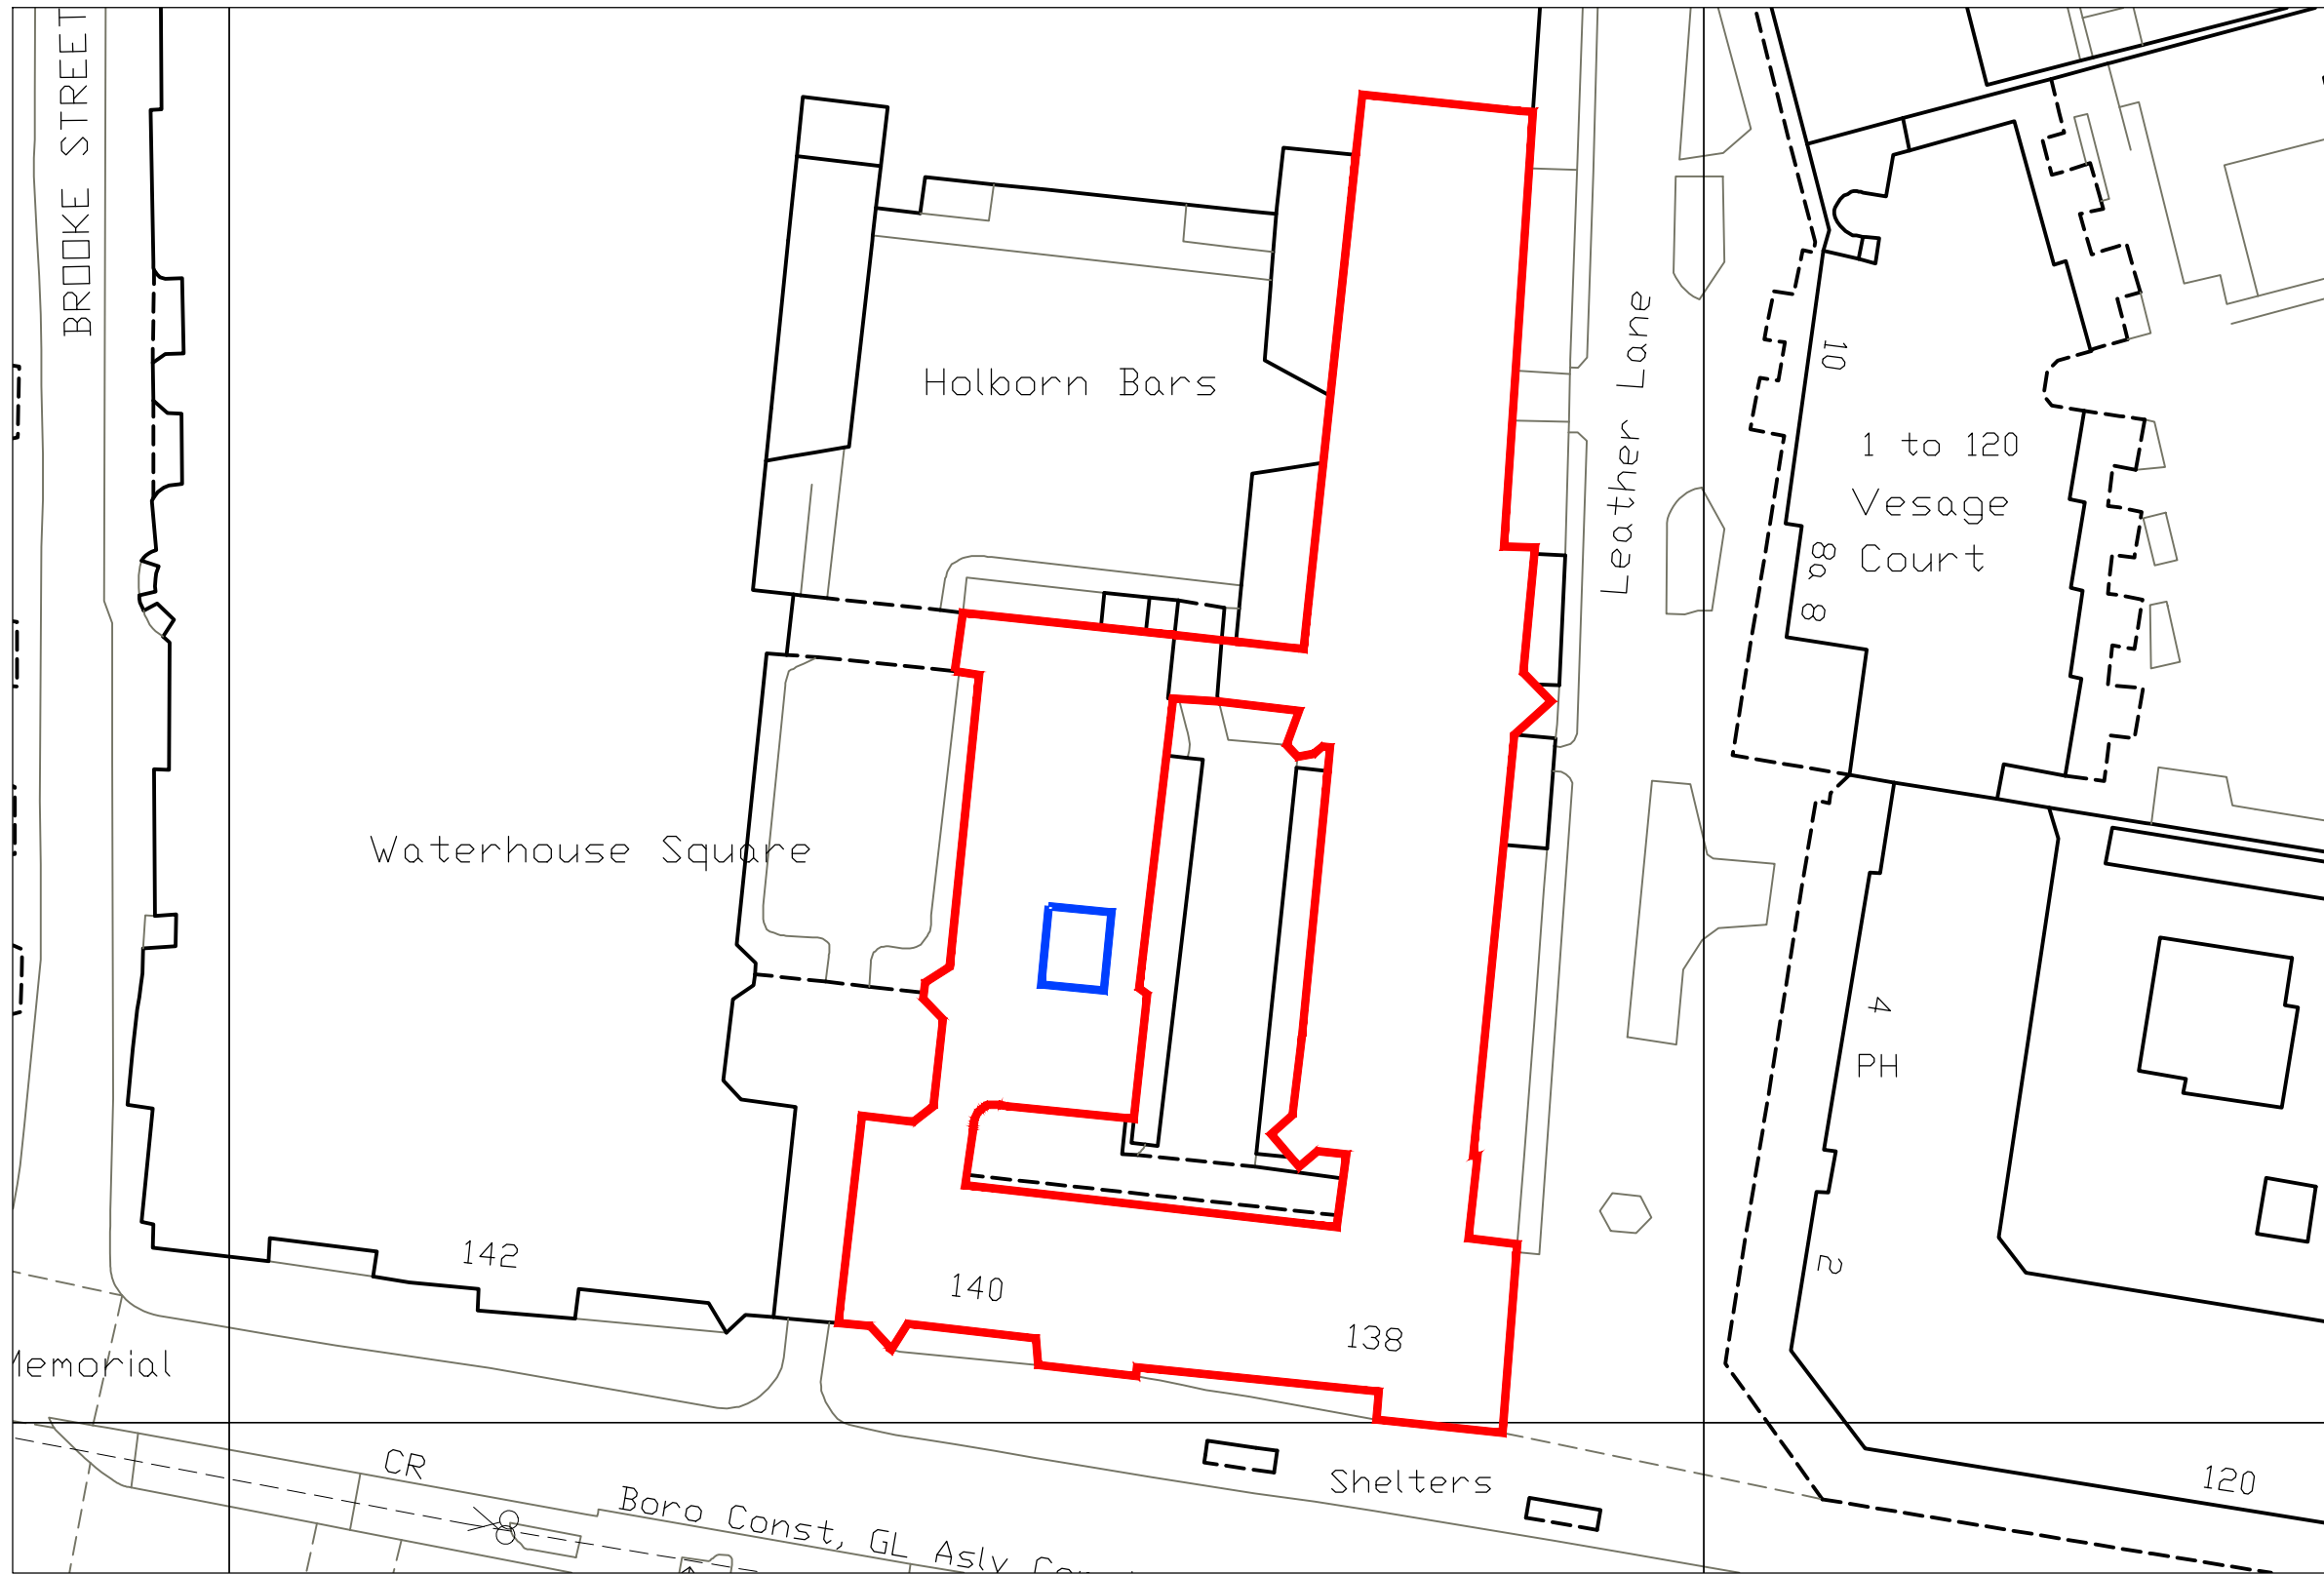 BROOKE STREET
Holborn Bars
Leather Lane
10
1 to 120
Vesage
Court
8a
8
Waterhouse Square
4
PH
142
140
138
2
Memorial
CR
Shelters
120
Boro Const, GL Asly